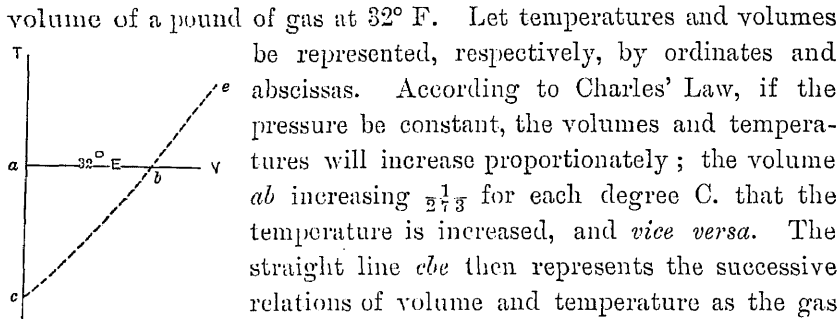 volume of a pound of gas at 32° F. Let temperatures and volumes
T
be represented, respectively, by ordinates and
e
abscissas. According to Charles' Law, if the
pressure be constant, the volumes and tempera-
a 32° F V
tures will increase proportionately; the volume
b
ab increasing 1/273 for each degree C. that the
temperature is increased, and vice versa. The
straight line cbe then represents the successive
c
relations of volume and temperature as the gas